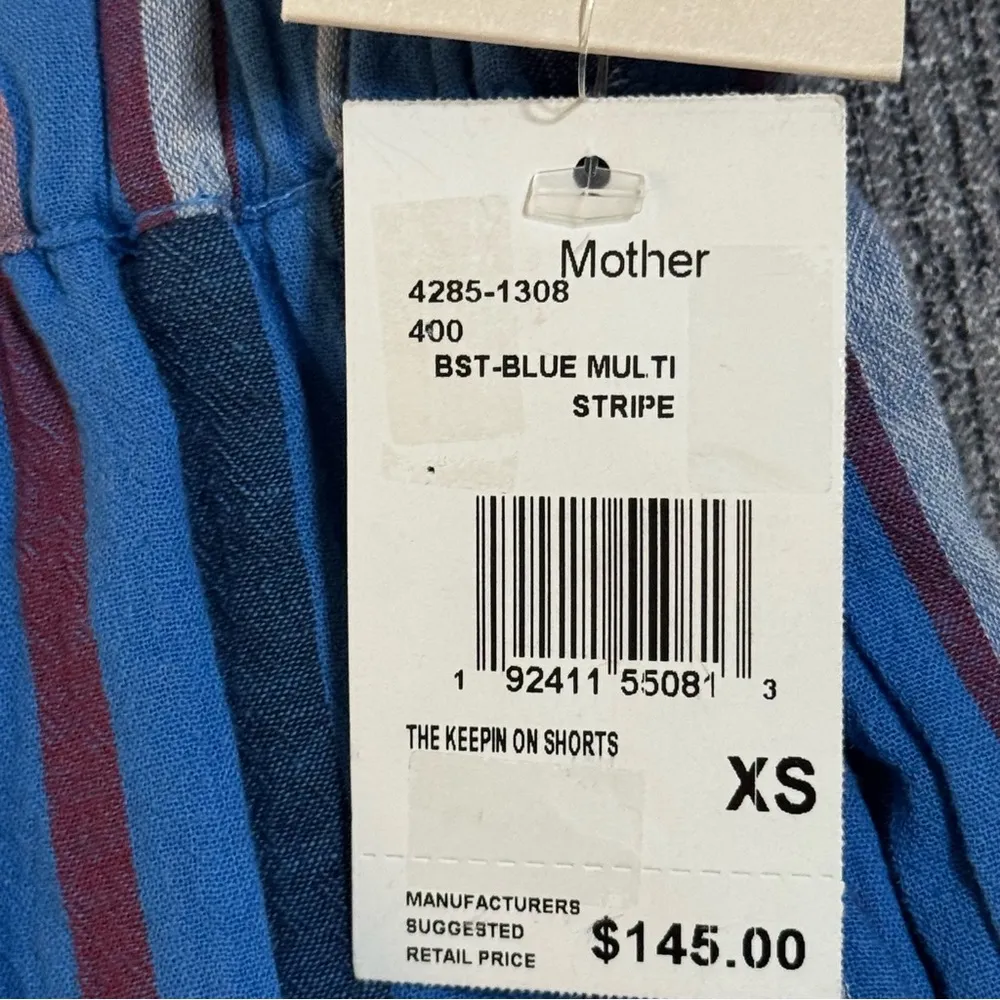 Mother
4285-1308
400
BST-BLUE MULTI
STRIPE
1 92411 55081 3
THE KEEPIN ON SHORTS
XS
MANUFACTURERS
SUGGESTED
RETAIL PRICE
$145.00